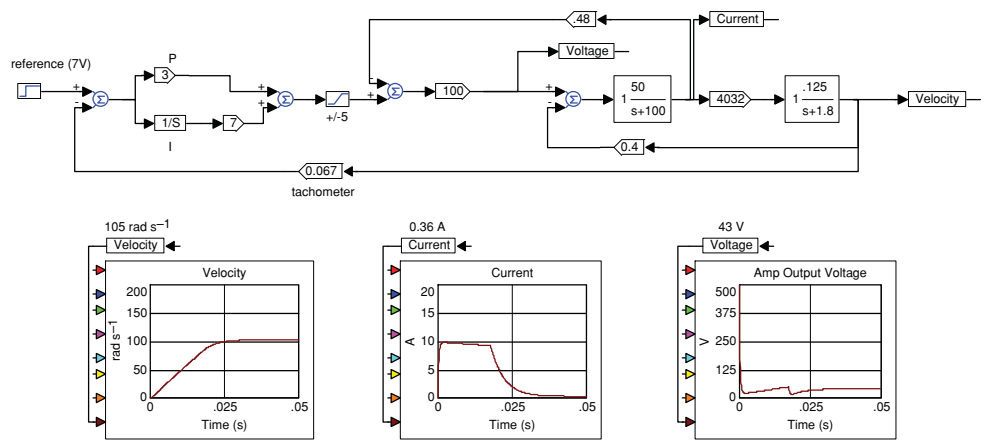 .48
Current
reference (7V)
P
Voltage
3
+
-
Σ
+
+
Σ
+/-5
-
+
Σ
100
+
-
Σ
1 50
s+100
4032
1 .125
s+1.8
Velocity
1/S
7
I
0.4
0.067
tachometer
105 rad s–1
Velocity
0.36 A
Current
43 V
Voltage
Velocity
200
150
100
50
0
rad s–1
0 .025 .05
Time (s)
Current
20
15
10
5
0
A
0 .025 .05
Time (s)
Amp Output Voltage
500
375
250
125
0
V
0 .025 .05
Time (s)